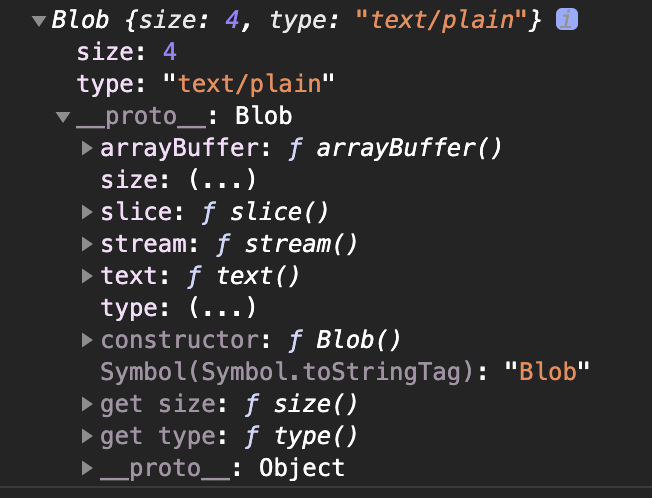 Blob {size: 4, type: "text/plain"} i
size: 4
type: "text/plain"
__proto__: Blob
arrayBuffer: ƒ arrayBuffer()
size: (...)
slice: ƒ slice()
stream: ƒ stream()
text: ƒ text()
type: (...)
constructor: ƒ Blob()
Symbol(Symbol.toStringTag): "Blob"
get size: ƒ size()
get type: ƒ type()
__proto__: Object